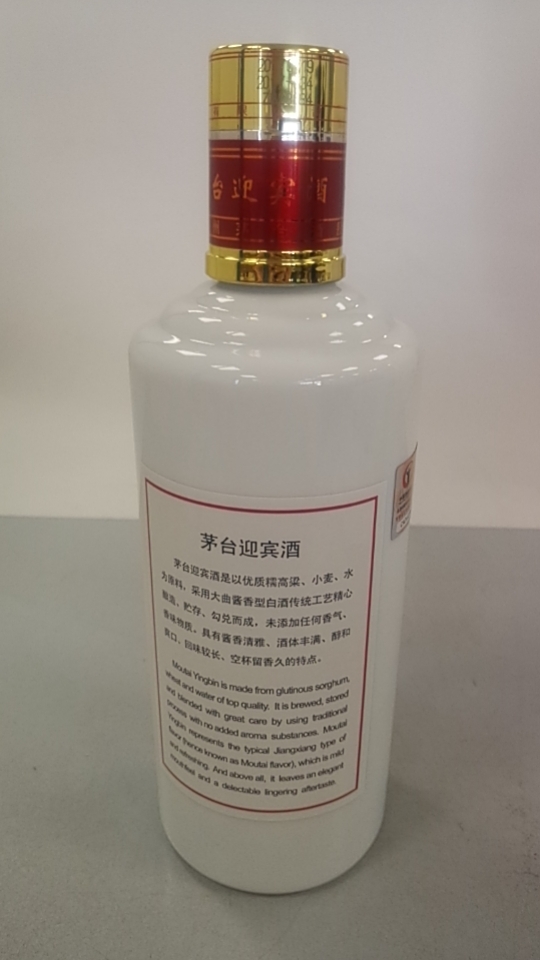 台迎宾酒
茅台迎宾酒
茅台迎宾酒是以优质糯高粱、小麦、水
为原料，采用大曲酱香型白酒传统工艺精心
酿造、贮存、勾兑而成，未添加任何香气、
香味物质。具有酱香清雅、酒体丰满、醇和
爽口、回味较长、空杯留香久的特点。
Moutai Yingbin is made from glutinous sorghum,
wheat and water of top quality. It is brewed, stored
and blended with great care by using traditional
process with no added aroma substances. Moutai
Yingbin represents the typical Jiangxiang type of
flavor (hence known as Moutai flavor), which is mild
and refreshing. And above all, it leaves an elegant
mouthfeel and a delectable lingering aftertaste.